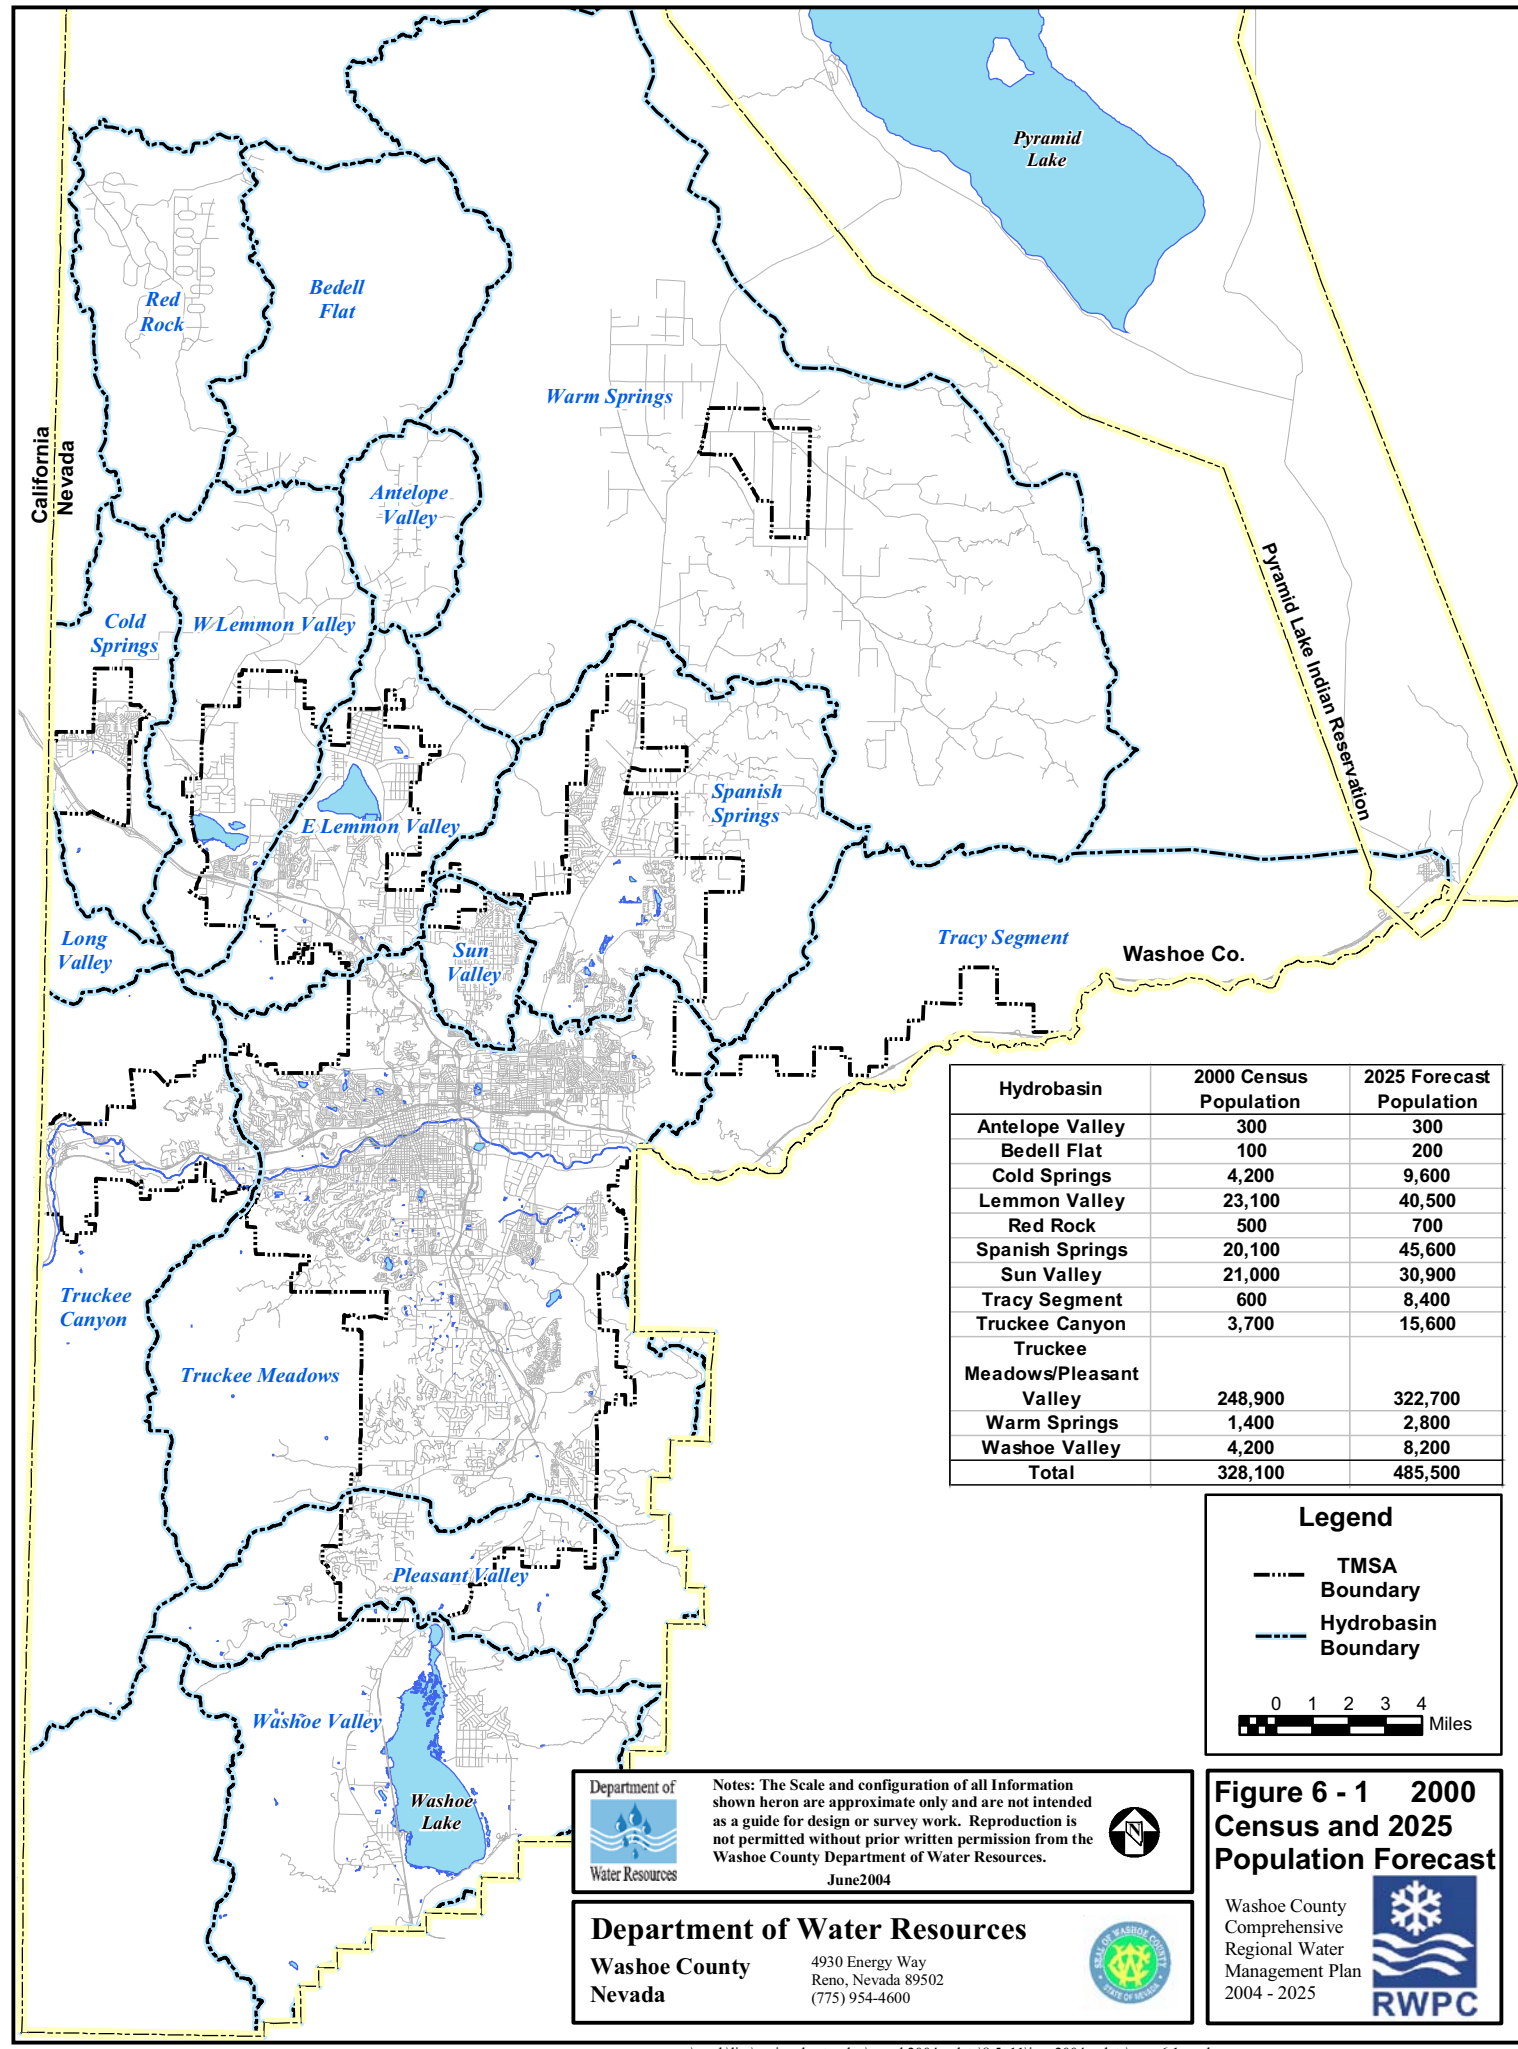 Pyramid
Lake
Red
Rock
Bedell
Flat
Warm Springs
California
Nevada
Antelope
Valley
Cold
Springs
W Lemmon Valley
Pyramid Lake Indian Reservation
Spanish
Springs
E Lemmon Valley
Long
Valley
Sun
Valley
Tracy Segment
Washoe Co.
Truckee
Canyon
Truckee Meadows
Pleasant Valley
Washoe Valley
Washoe
Lake
Hydrobasin 2000 Census Population 2025 Forecast Population
Antelope Valley 300 300
Bedell Flat 100 200
Cold Springs 4,200 9,600
Lemmon Valley 23,100 40,500
Red Rock 500 700
Spanish Springs 20,100 45,600
Sun Valley 21,000 30,900
Tracy Segment 600 8,400
Truckee Canyon 3,700 15,600
Truckee
Meadows/Pleasant
Valley 248,900 322,700
Warm Springs 1,400 2,800
Washoe Valley 4,200 8,200
Total 328,100 485,500
Legend
TMSA
Boundary
Hydrobasin
Boundary
0 1 2 3 4
Miles
Department of
Water Resources
Notes: The Scale and configuration of all Information
shown heron are approximate only and are not intended
as a guide for design or survey work. Reproduction is
not permitted without prior written permission from the
Washoe County Department of Water Resources.
June2004
N
Department of Water Resources
Washoe County
Nevada
4930 Energy Way
Reno, Nevada 89502
(775) 954-4600
SEAL OF WASHOE COUNTY
STATE OF NEVADA
Figure 6 - 1 2000
Census and 2025
Population Forecast
Washoe County
Comprehensive
Regional Water
Management Plan
2004 - 2025
RWPC